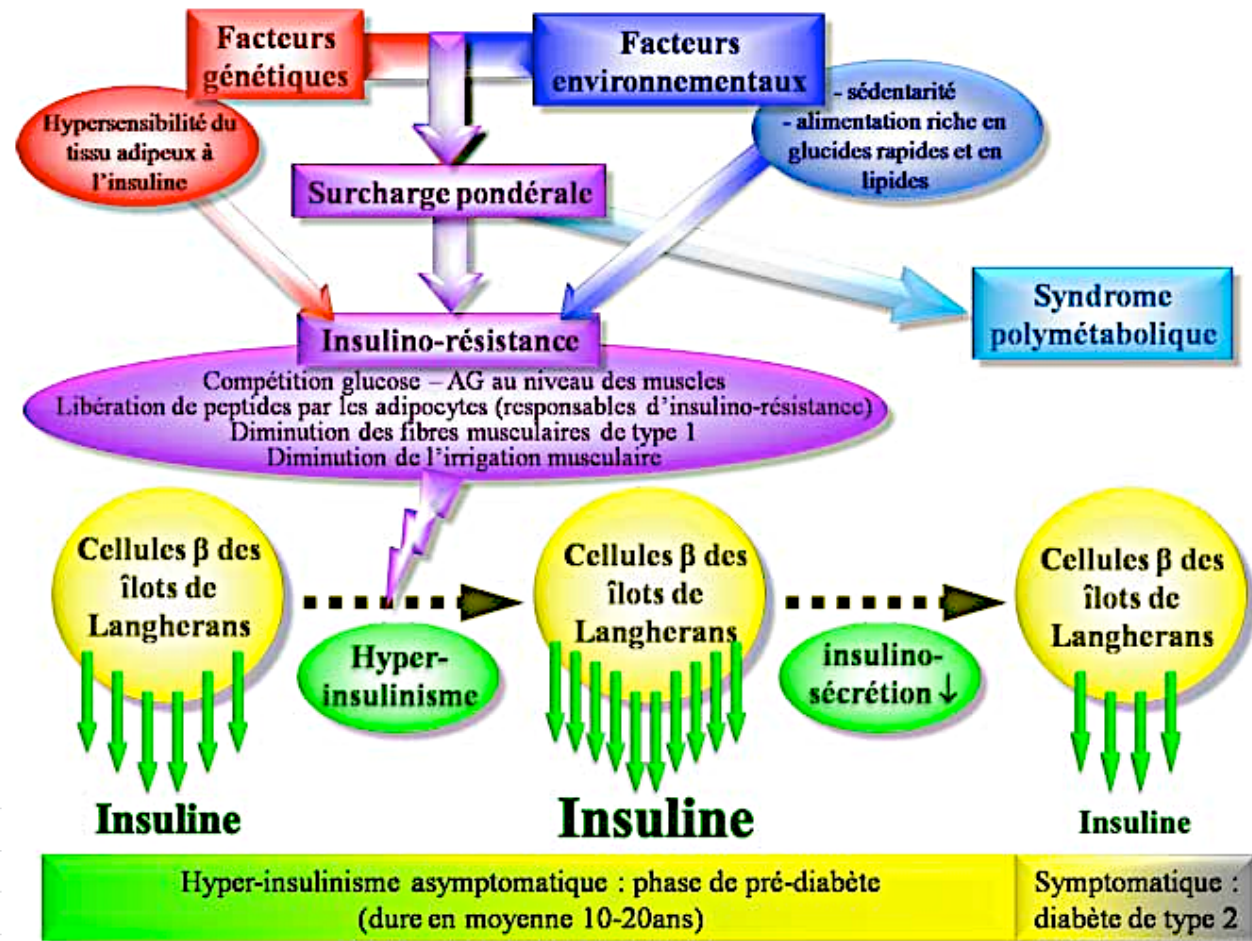 Facteurs
génétiques
Facteurs
environnementaux
Hypersensibilité du
tissu adipeux à
l'insuline
- sédentarité
- alimentation riche en
glucides rapides et en
lipides
Surcharge pondérale
Syndrome
polymétabolique
Insulino-résistance
Compétition glucose – AG au niveau des muscles
Libération de peptides par les adipocytes (responsables d'insulino-résistance)
Diminution des fibres musculaires de type 1
Diminution de l'irrigation musculaire
Cellules β des
îlots de
Langherans
Hyper-
insulinisme
Cellules β des
îlots de
Langherans
insulino-
sécrétion ↓
Cellules β des
îlots de
Langherans
Insuline
Insuline
Insuline
Hyper-insulinisme asymptomatique : phase de pré-diabète
(dure en moyenne 10-20ans)
Symptomatique :
diabète de type 2